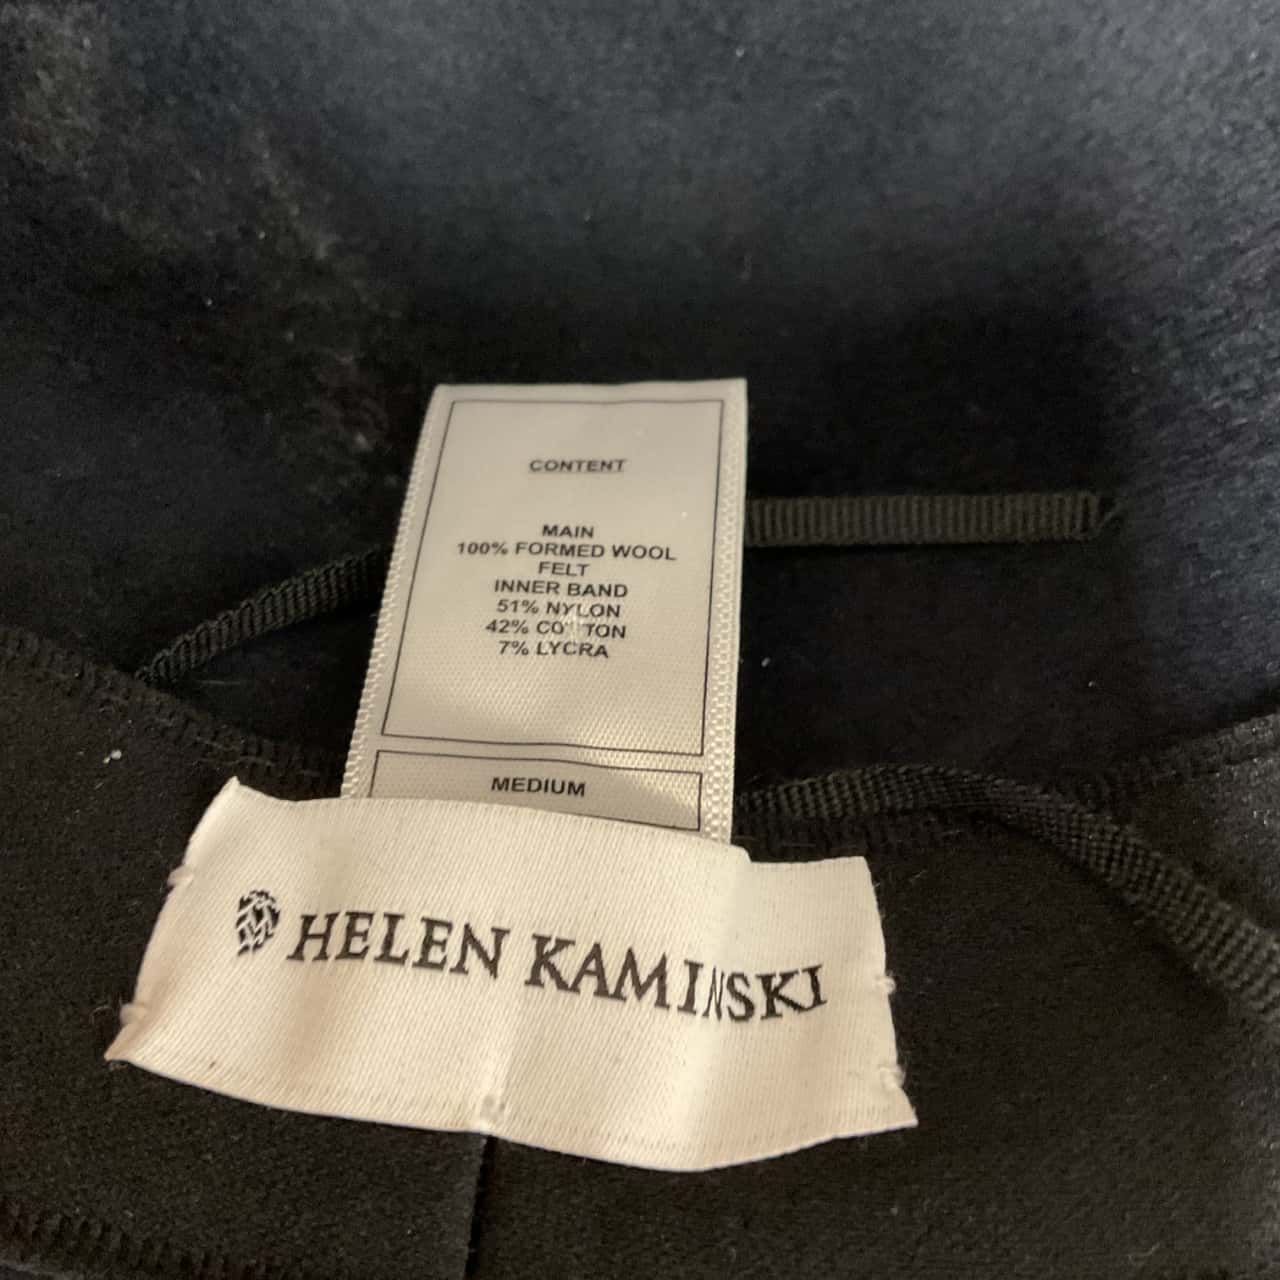 CONTENT
MAIN
100% FORMED WOOL
FELT
INNER BAND
51% NYLON
42% COTTON
7% LYCRA
MEDIUM
HELEN KAMINSKI